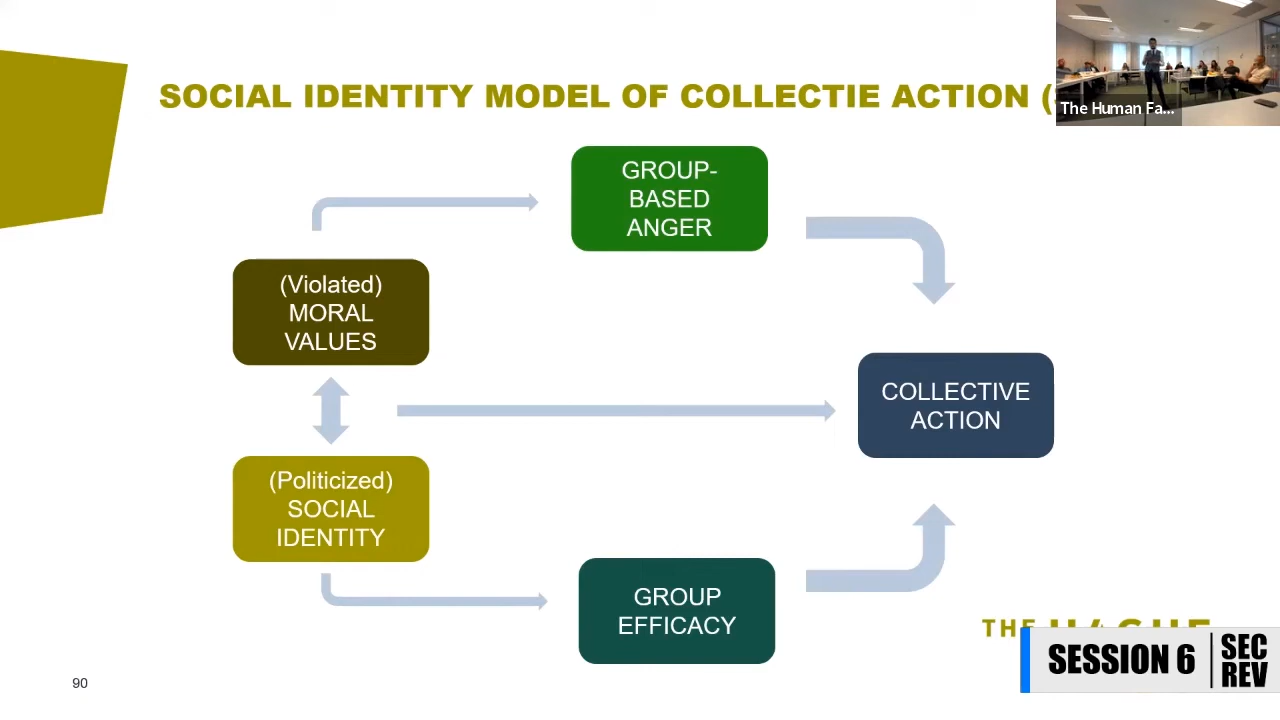 SOCIAL IDENTITY MODEL OF COLLECTIE ACTION (
The Human Fa...
GROUP-
BASED
ANGER
(Violated)
MORAL
VALUES
COLLECTIVE
ACTION
(Politicized)
SOCIAL
IDENTITY
GROUP
EFFICACY
THE
SESSION 6
SEC
REV
90